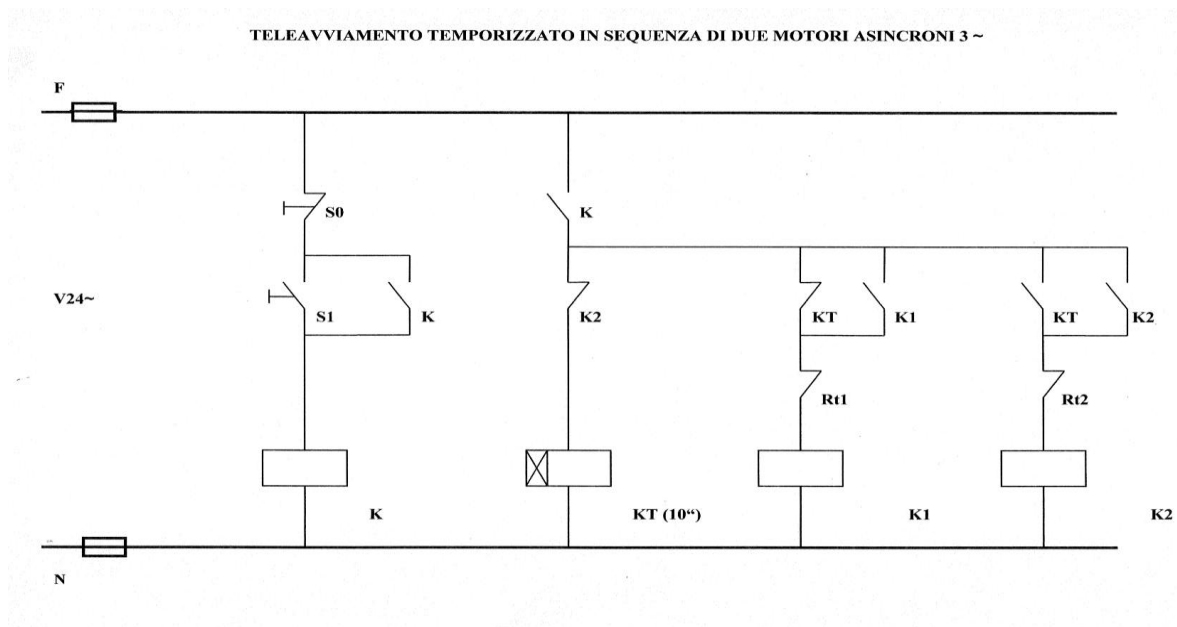 TELEAVVIAMENTO TEMPORIZZATO IN SEQUENZA DI DUE MOTORI ASINCRONI 3 ~
F
S0
K
V24~
S1
K
K2
KT
K1
KT
K2
Rt1
Rt2
K
KT (10“)
K1
K2
N